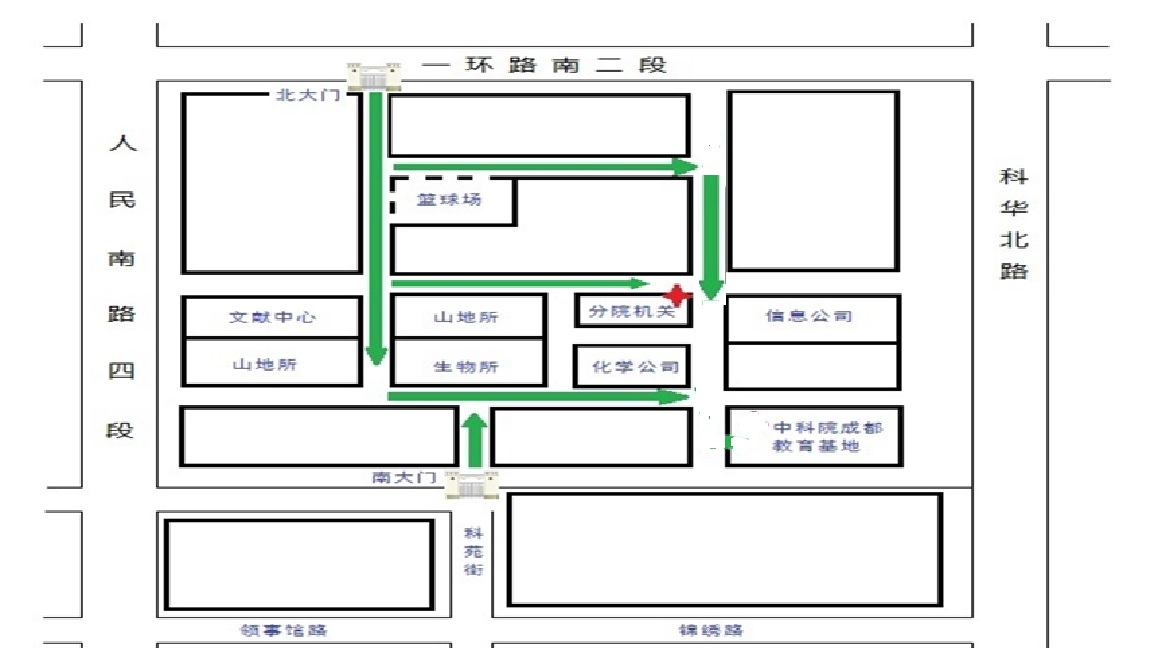 一环路南二段
北大门
人民南路四段
科华北路
篮球场
文献中心
山地所
分院机关
信息公司
山地所
生物所
化学公司
中科院成都
教育基地
南大门
科苑街
领事馆路
锦绣路